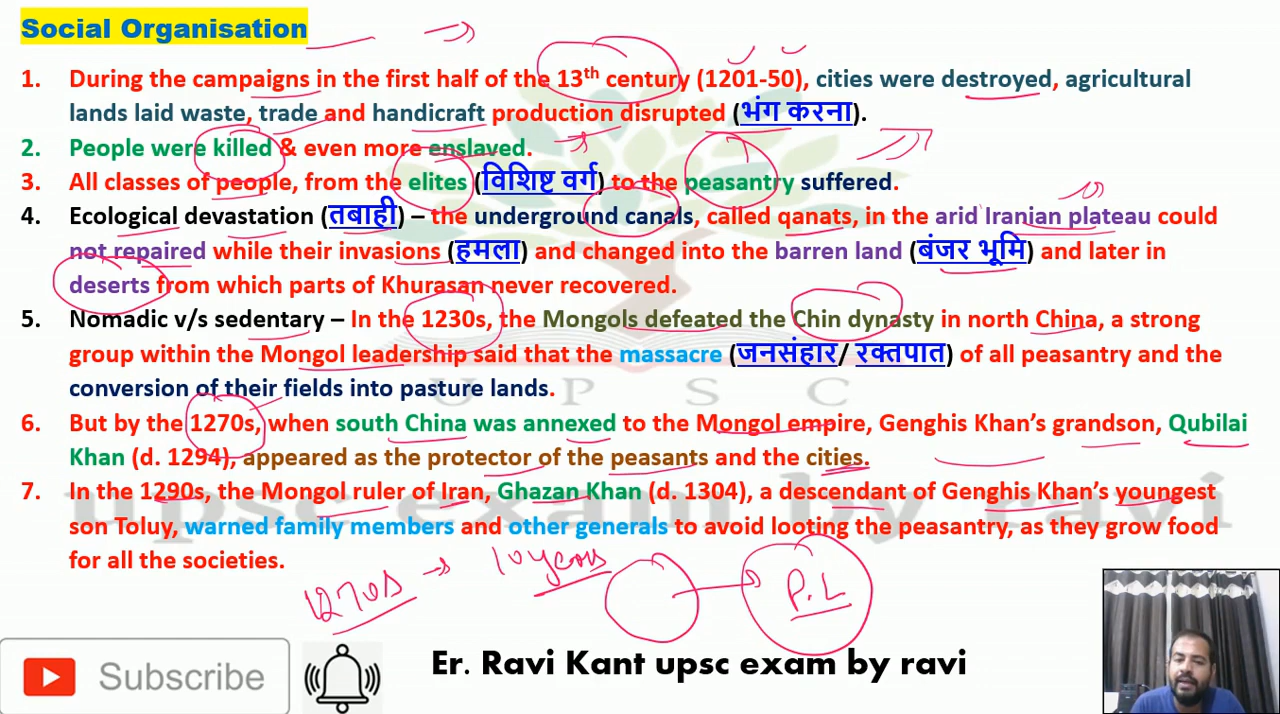 Social Organisation
1. During the campaigns in the first half of the 13th century (1201-50), cities were destroyed, agricultural
lands laid waste, trade and handicraft production disrupted (भंग करना).
2. People were killed & even more enslaved.
3. All classes of people, from the elites (विशिष्ट वर्ग) to the peasantry suffered.
4. Ecological devastation (तबाही) – the underground canals, called qanats, in the arid Iranian plateau could
not repaired while their invasions (हमला) and changed into the barren land (बंजर भूमि) and later in
deserts from which parts of Khurasan never recovered.
5. Nomadic v/s sedentary – In the 1230s, the Mongols defeated the Chin dynasty in north China, a strong
group within the Mongol leadership said that the massacre (जनसंहार/ रक्तपात) of all peasantry and the
conversion of their fields into pasture lands.
UPSC
6. But by the 1270s, when south China was annexed to the Mongol empire, Genghis Khan’s grandson, Qubilai
Khan (d. 1294), appeared as the protector of the peasants and the cities.
7. In the 1290s, the Mongol ruler of Iran, Ghazan Khan (d. 1304), a descendant of Genghis Khan’s youngest
upsc exam by ravi
son Toluy, warned family members and other generals to avoid looting the peasantry, as they grow food
for all the societies.
1270s → 10 years
P.L
Subscribe
Er. Ravi Kant upsc exam by ravi